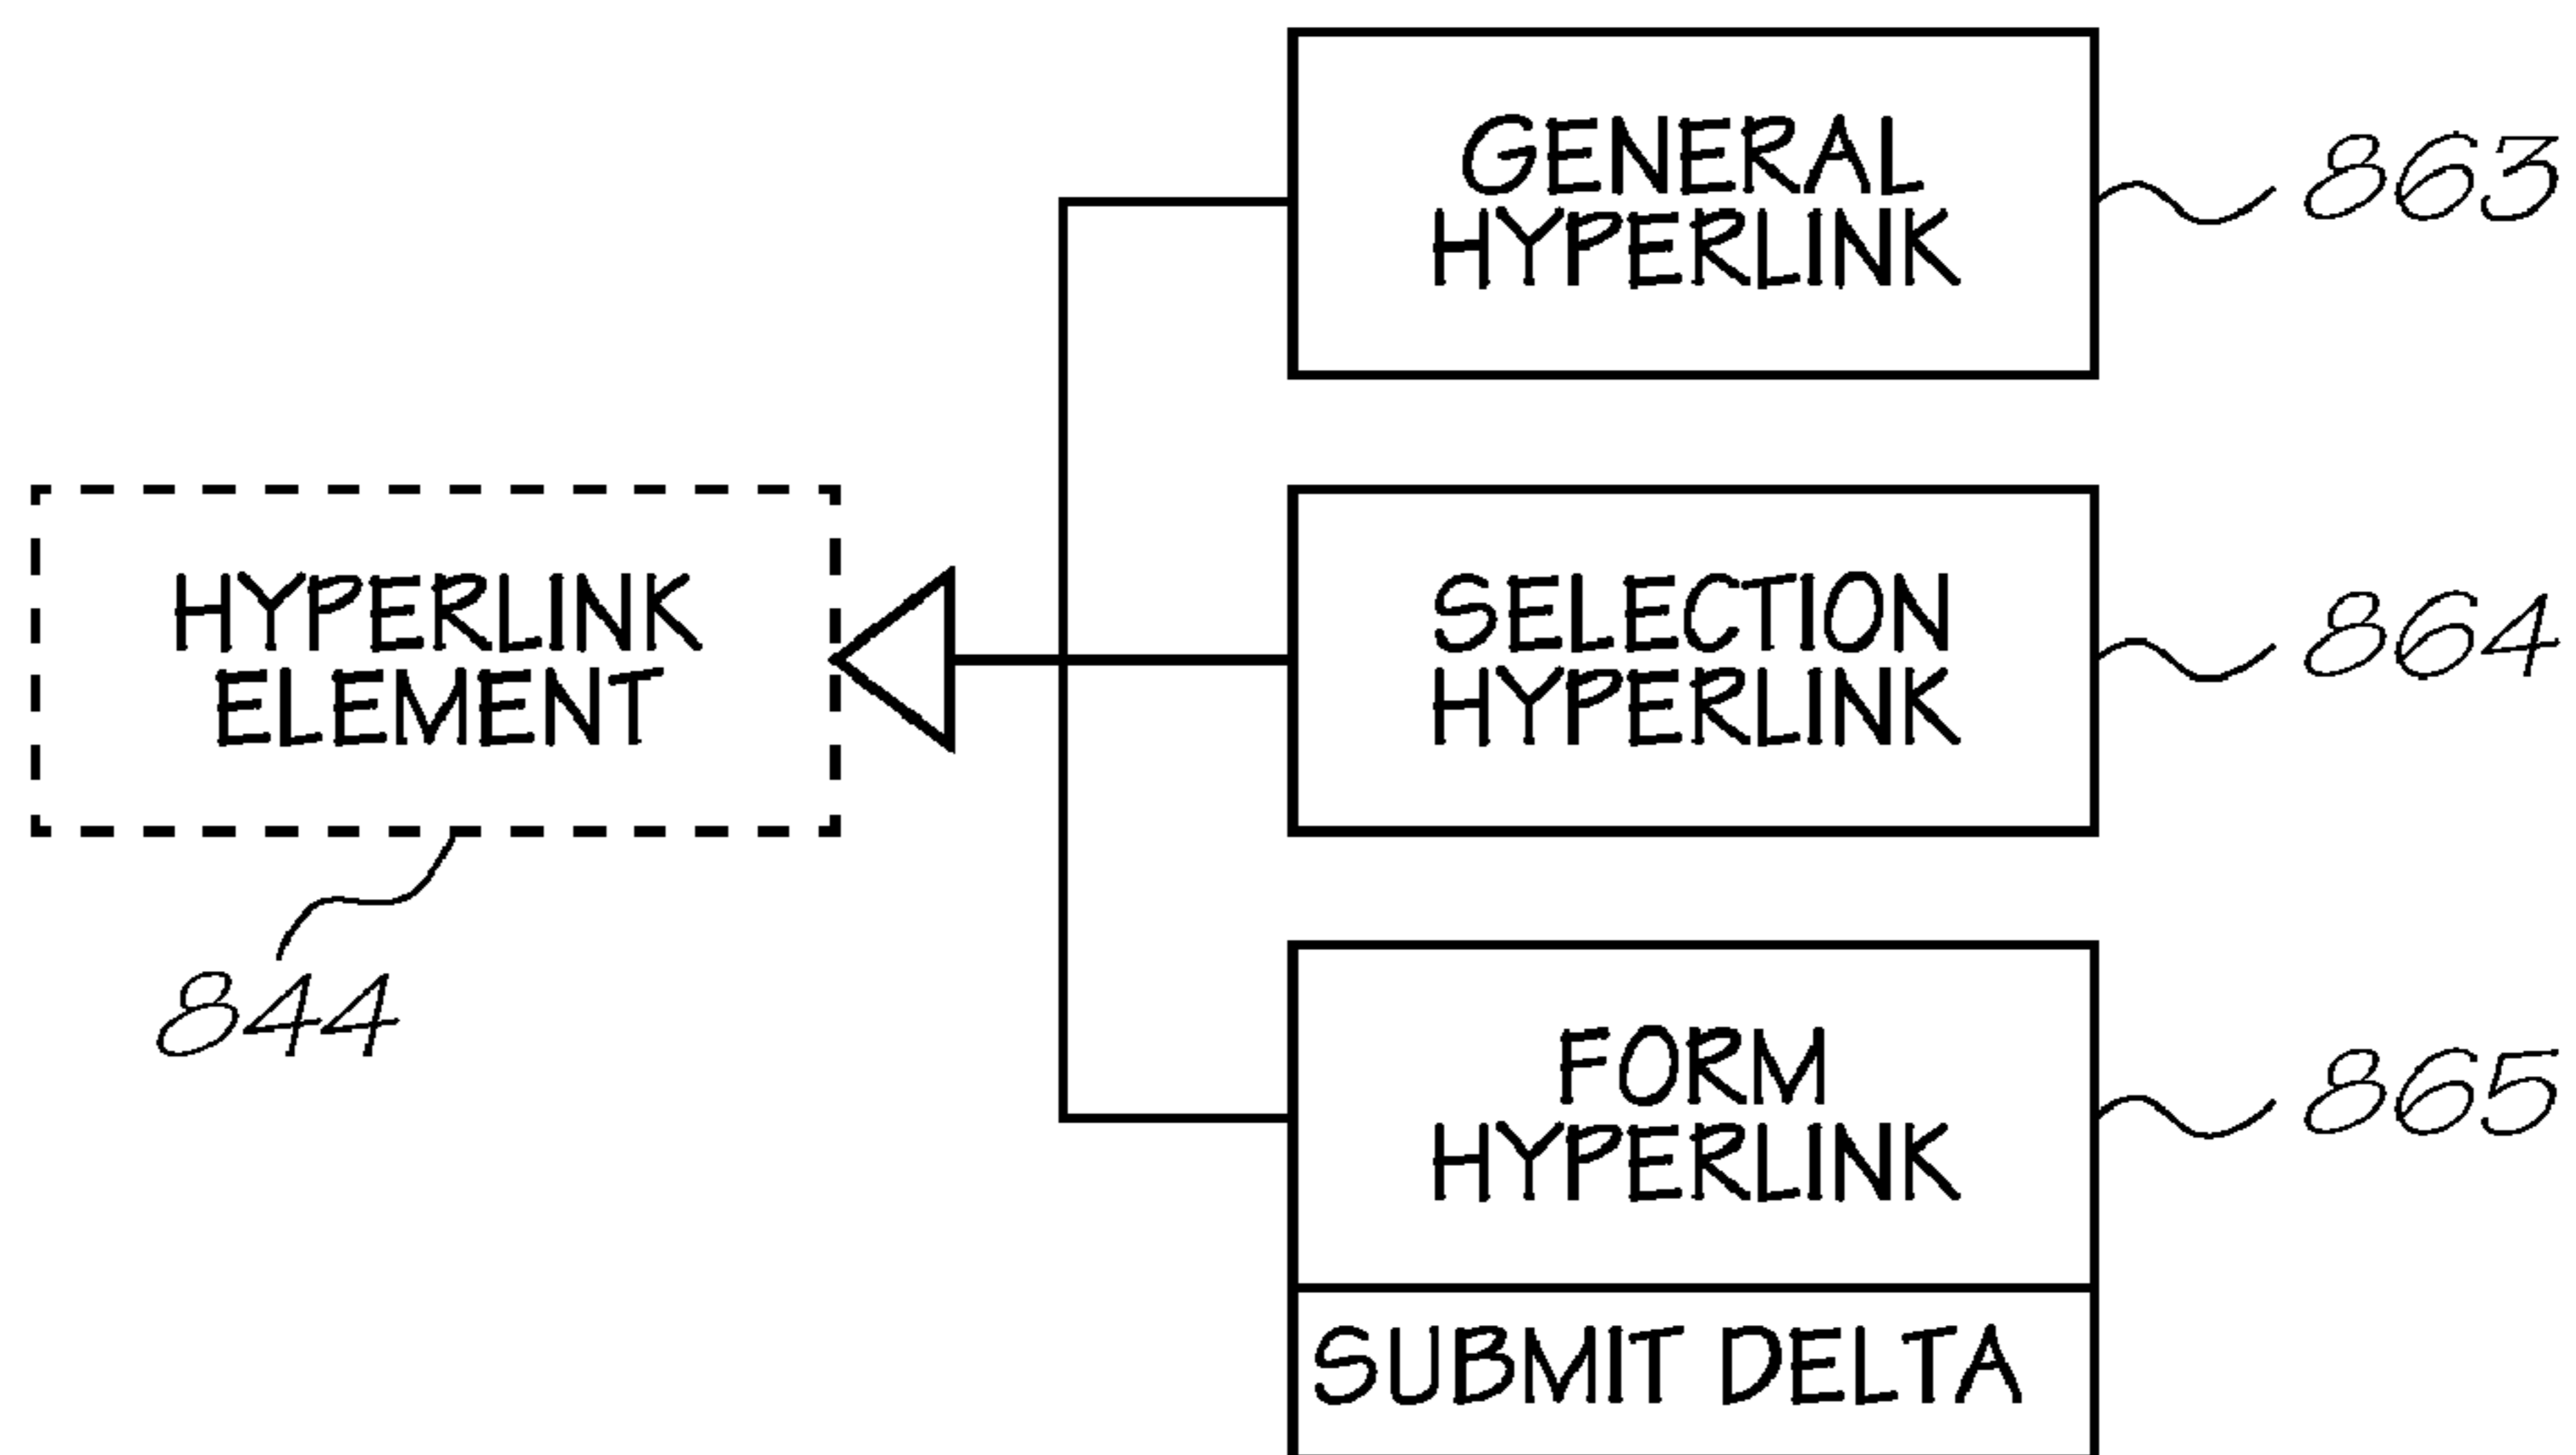 GENERAL
HYPERLINK
863
HYPERLINK
ELEMENT
844
SELECTION
HYPERLINK
864
FORM
HYPERLINK
865
SUBMIT DELTA